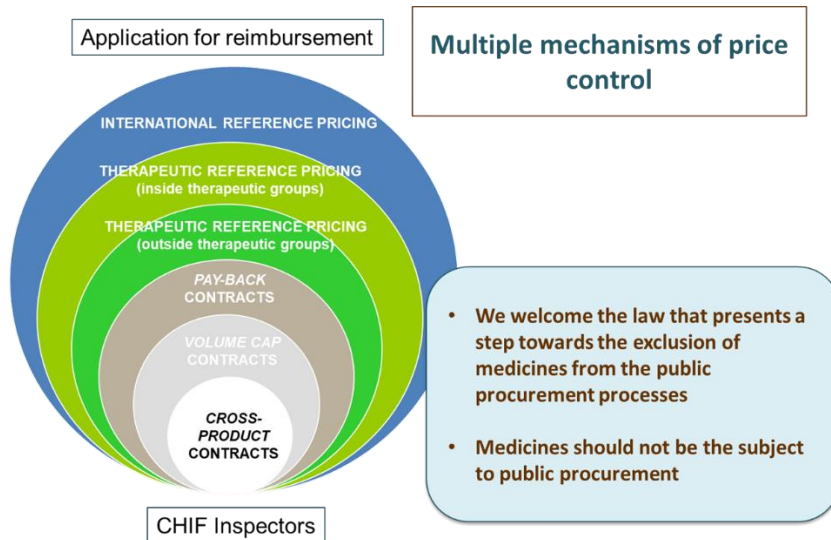 Application for reimbursement
Multiple mechanisms of price
control
INTERNATIONAL REFERENCE PRICING
THERAPEUTIC REFERENCE PRICING
(inside therapeutic groups)
THERAPEUTIC REFERENCE PRICING
(outside therapeutic groups)
PAY-BACK
CONTRACTS
VOLUME CAP
CONTRACTS
CROSS-
PRODUCT
CONTRACTS
CHIF Inspectors
• We welcome the law that presents a
step towards the exclusion of
medicines from the public
procurement processes
• Medicines should not be the subject
to public procurement